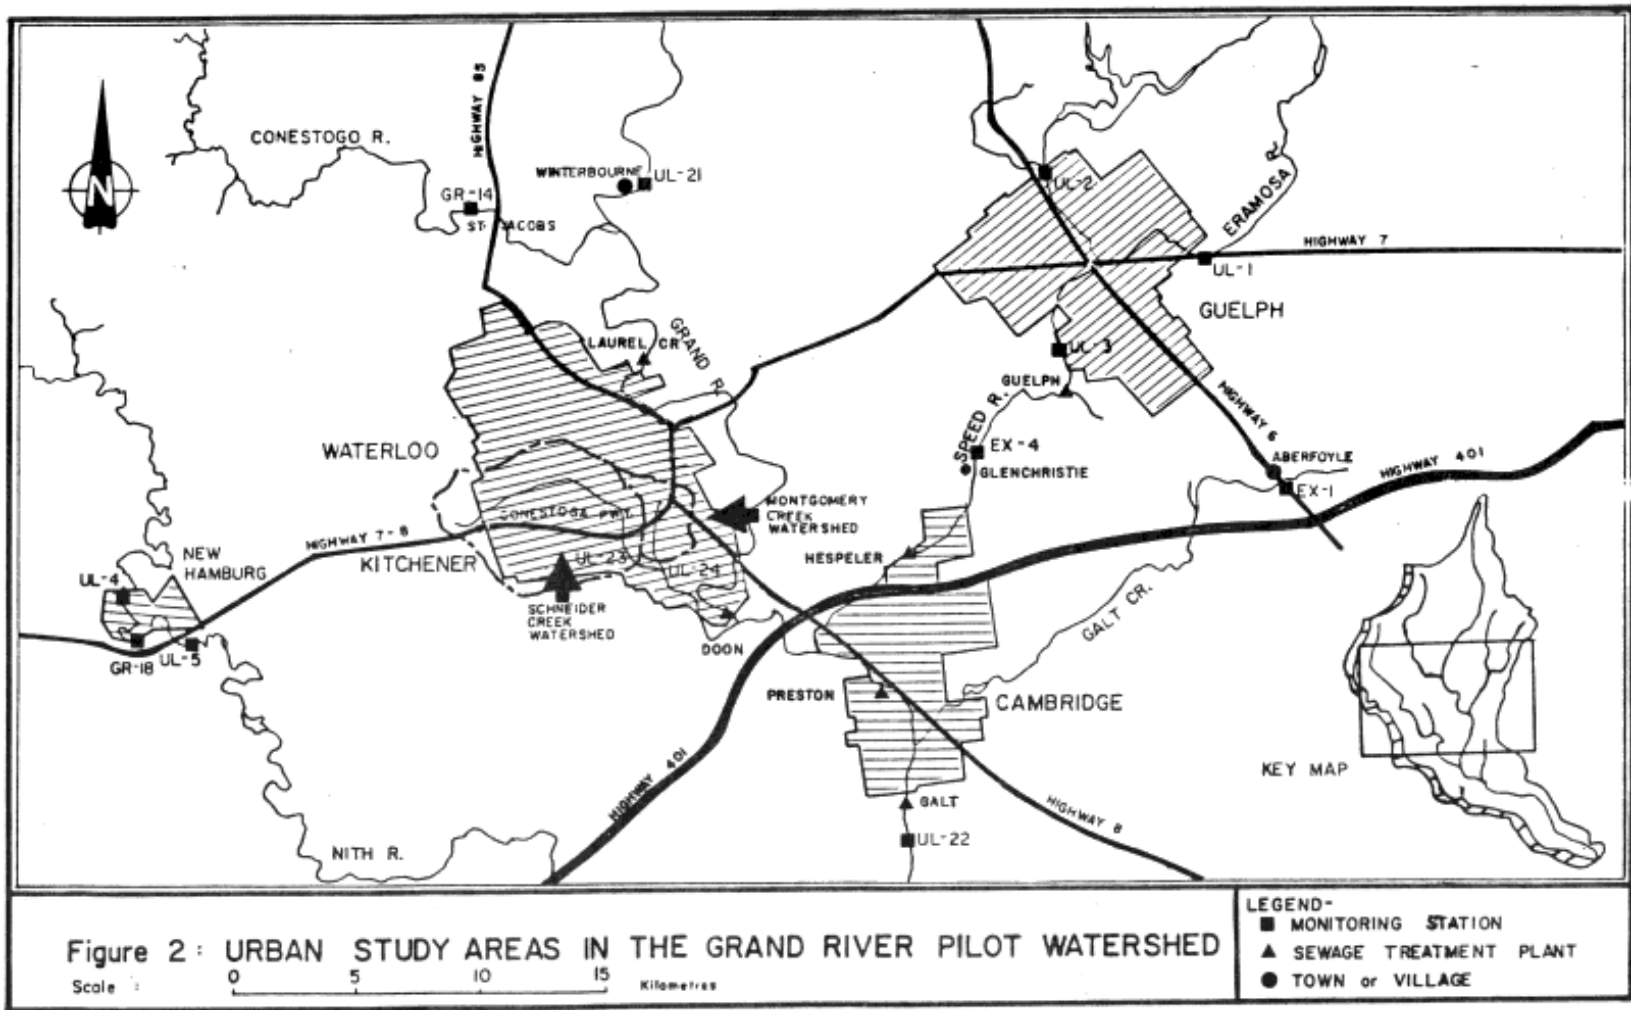 HIGHWAY 85
CONESTOGO R.
WINTERBOURNE
UL-21
GR-14
ST. JACOBS
N
UL-2
ERAMOSA R.
HIGHWAY 7
UL-1
GUELPH
LAUREL CR.
GRAND R.
UL-3
GUELPH
SPEED R.
HIGHWAY 6
EX-4
GLENCHRISTIE
ABERFOYLE
EX-1
HIGHWAY 401
WATERLOO
MONTGOMERY
CREEK
WATERSHED
CONESTOGA PWY.
HIGHWAY 7-8
KITCHENER
NEW
HAMBURG
UL-4
UL-23
UL-24
HESPELER
SCHNEIDER
CREEK
WATERSHED
GALT CR.
GR-18
UL-5
DOON
PRESTON
CAMBRIDGE
KEY MAP
HIGHWAY 401
GALT
HIGHWAY 8
UL-22
NITH R.
Figure 2: URBAN STUDY AREAS IN THE GRAND RIVER PILOT WATERSHED
Scale :
0 5 10 15
Kilometres
LEGEND-
MONITORING STATION
SEWAGE TREATMENT PLANT
TOWN or VILLAGE